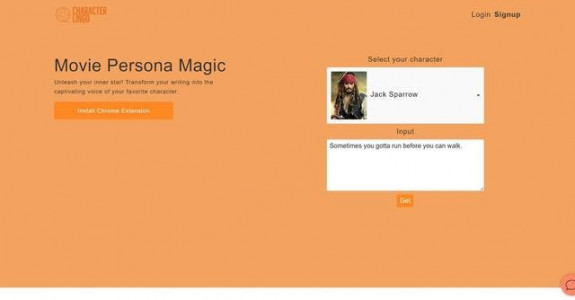 CHARACTER
LINGO
Login Signup
Movie Persona Magic
Unleash your inner star! Transform your writing into the
captivating voice of your favorite character.
Install Chrome Extension
Select your character
Jack Sparrow
Input
Sometimes you gotta run before you can walk.
Get